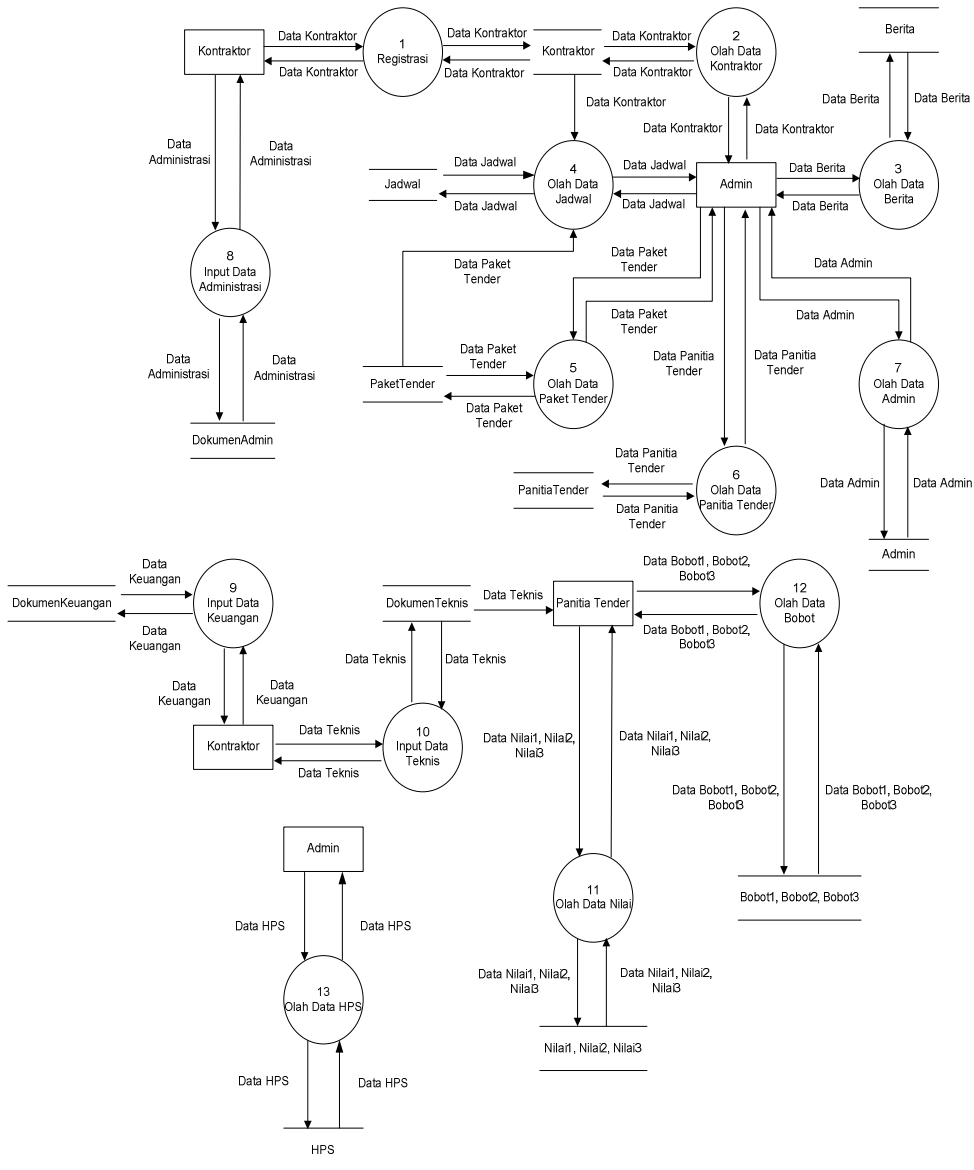 Kontraktor
Data Kontraktor
Data Kontraktor
1
Registrasi
Data Kontraktor
Data Kontraktor
Kontraktor
Data Kontraktor
Data Kontraktor
2
Olah Data
Kontraktor
Berita
Data Berita
Data Berita
Data Kontraktor
Data Kontraktor
Data Kontraktor
Data
Administrasi
Data
Administrasi
Jadwal
Data Jadwal
Data Jadwal
4
Olah Data
Jadwal
Data Jadwal
Data Jadwal
Admin
Data Berita
Data Berita
3
Olah Data
Berita
8
Input Data
Administrasi
Data Paket
Tender
Data Paket
Tender
Data Paket
Tender
Data Admin
Data Admin
Data
Administrasi
Data
Administrasi
PaketTender
Data Paket
Tender
Data Paket
Tender
5
Olah Data
Paket Tender
Data Panitia
Tender
Data Panitia
Tender
7
Olah Data
Admin
DokumenAdmin
PanitiaTender
Data Panitia
Tender
Data Panitia
Tender
6
Olah Data
Panitia Tender
Data Admin
Data Admin
Admin
DokumenKeuangan
Data
Keuangan
Data
Keuangan
9
Input Data
Keuangan
DokumenTeknis
Data Teknis
Panitia Tender
Data Bobot1, Bobot2,
Bobot3
Data Bobot1, Bobot2,
Bobot3
12
Olah Data
Bobot
Data
Keuangan
Data
Keuangan
Data Teknis
Data Teknis
Kontraktor
Data Teknis
Data Teknis
10
Input Data
Teknis
Data Nilai1, Nilai2,
Nilai3
Data Nilai1, Nilai2,
Nilai3
Data Bobot1, Bobot2,
Bobot3
Data Bobot1, Bobot2,
Bobot3
Admin
11
Olah Data Nilai
Bobot1, Bobot2, Bobot3
Data HPS
Data HPS
Data Nilai1, Nilai2,
Nilai3
Data Nilai1, Nilai2,
Nilai3
13
Olah Data HPS
Nilai1, Nilai2, Nilai3
Data HPS
Data HPS
HPS